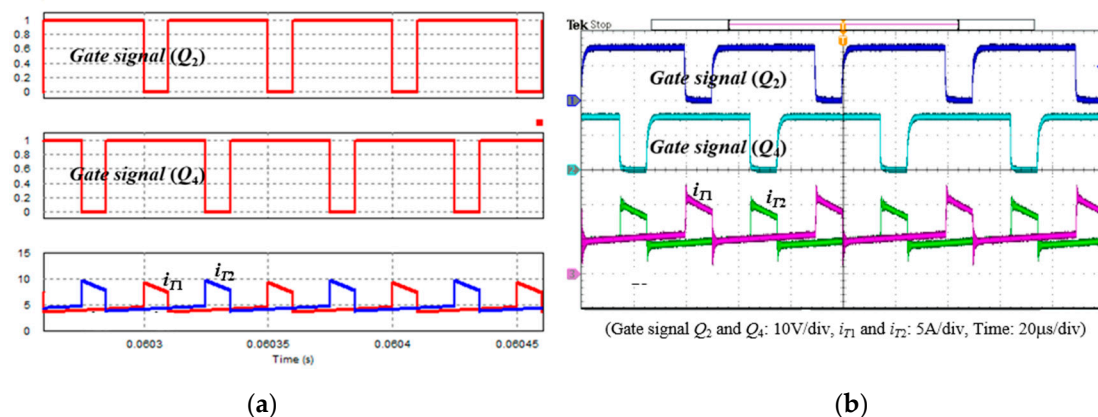 1
0.8
0.6
0.4
0.2
0
Gate signal (Q2)
1
0.8
0.6
0.4
0.2
0
Gate signal (Q4)
15
10
5
0
iT1
iT2
0.0603
0.06035
0.0604
0.06045
Time (s)
(a)
Tek Stop
Gate signal (Q2)
1
Gate signal (Q4)
iT1
iT2
3
(Gate signal Q2 and Q4: 10V/div, iT1 and iT2: 5A/div, Time: 20μs/div)
(b)